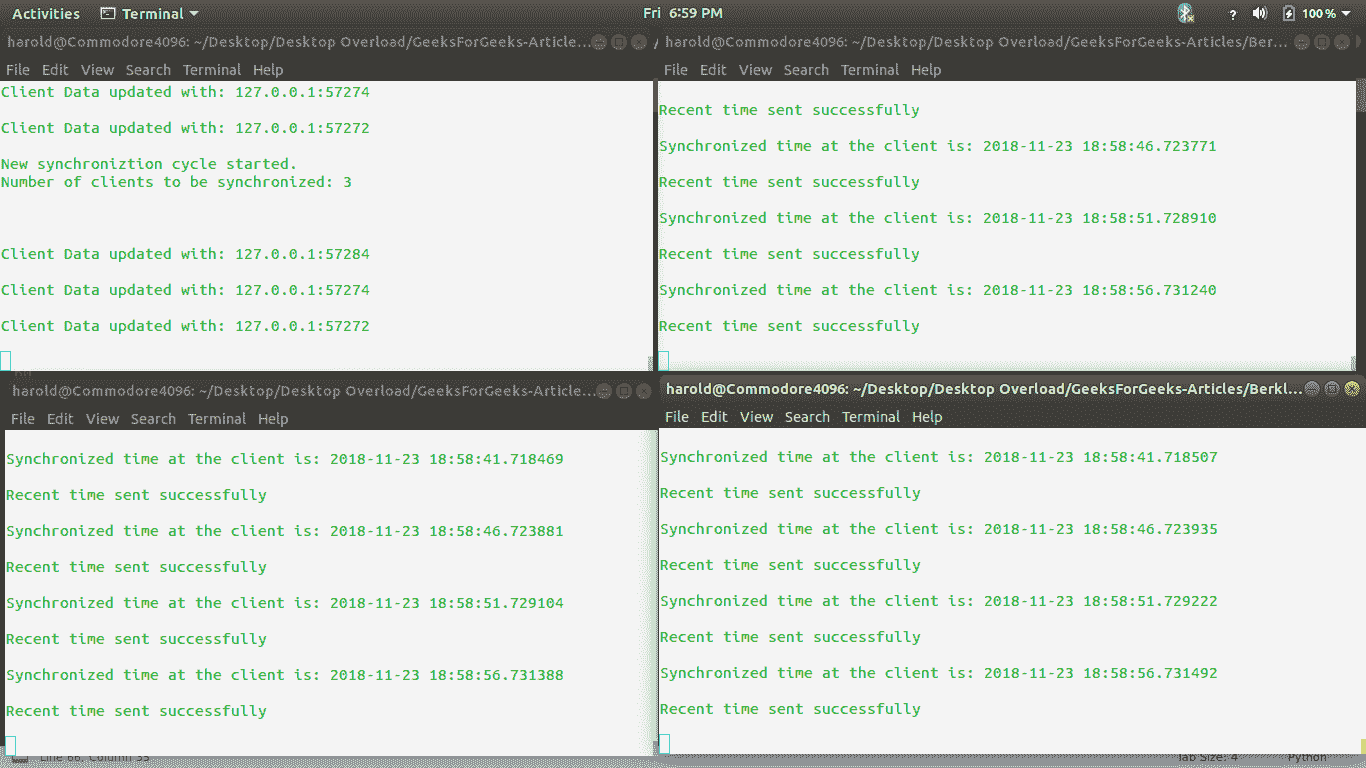 Activities Terminal Fri 6:59 PM ? 100%
harold@Commodore4096: ~/Desktop/Desktop Overload/GeeksForGeeks-Article...
File Edit View Search Terminal Help
Client Data updated with: 127.0.0.1:57274
Client Data updated with: 127.0.0.1:57272
New synchroniztion cycle started.
Number of clients to be synchronized: 3
Client Data updated with: 127.0.0.1:57284
Client Data updated with: 127.0.0.1:57274
Client Data updated with: 127.0.0.1:57272
harold@Commodore4096: ~/Desktop/Desktop Overload/GeeksForGeeks-Articles/Ber...
File Edit View Search Terminal Help
Recent time sent successfully
Synchronized time at the client is: 2018-11-23 18:58:46.723771
Recent time sent successfully
Synchronized time at the client is: 2018-11-23 18:58:51.728910
Recent time sent successfully
Synchronized time at the client is: 2018-11-23 18:58:56.731240
Recent time sent successfully
harold@Commodore4096: ~/Desktop/Desktop Overload/GeeksForGeeks-Article...
File Edit View Search Terminal Help
Synchronized time at the client is: 2018-11-23 18:58:41.718469
Recent time sent successfully
Synchronized time at the client is: 2018-11-23 18:58:46.723881
Recent time sent successfully
Synchronized time at the client is: 2018-11-23 18:58:51.729104
Recent time sent successfully
Synchronized time at the client is: 2018-11-23 18:58:56.731388
Recent time sent successfully
harold@Commodore4096: ~/Desktop/Desktop Overload/GeeksForGeeks-Articles/Berkl...
File Edit View Search Terminal Help
Synchronized time at the client is: 2018-11-23 18:58:41.718507
Recent time sent successfully
Synchronized time at the client is: 2018-11-23 18:58:46.723935
Recent time sent successfully
Synchronized time at the client is: 2018-11-23 18:58:51.729222
Recent time sent successfully
Synchronized time at the client is: 2018-11-23 18:58:56.731492
Recent time sent successfully
Tab Size: 4 Python